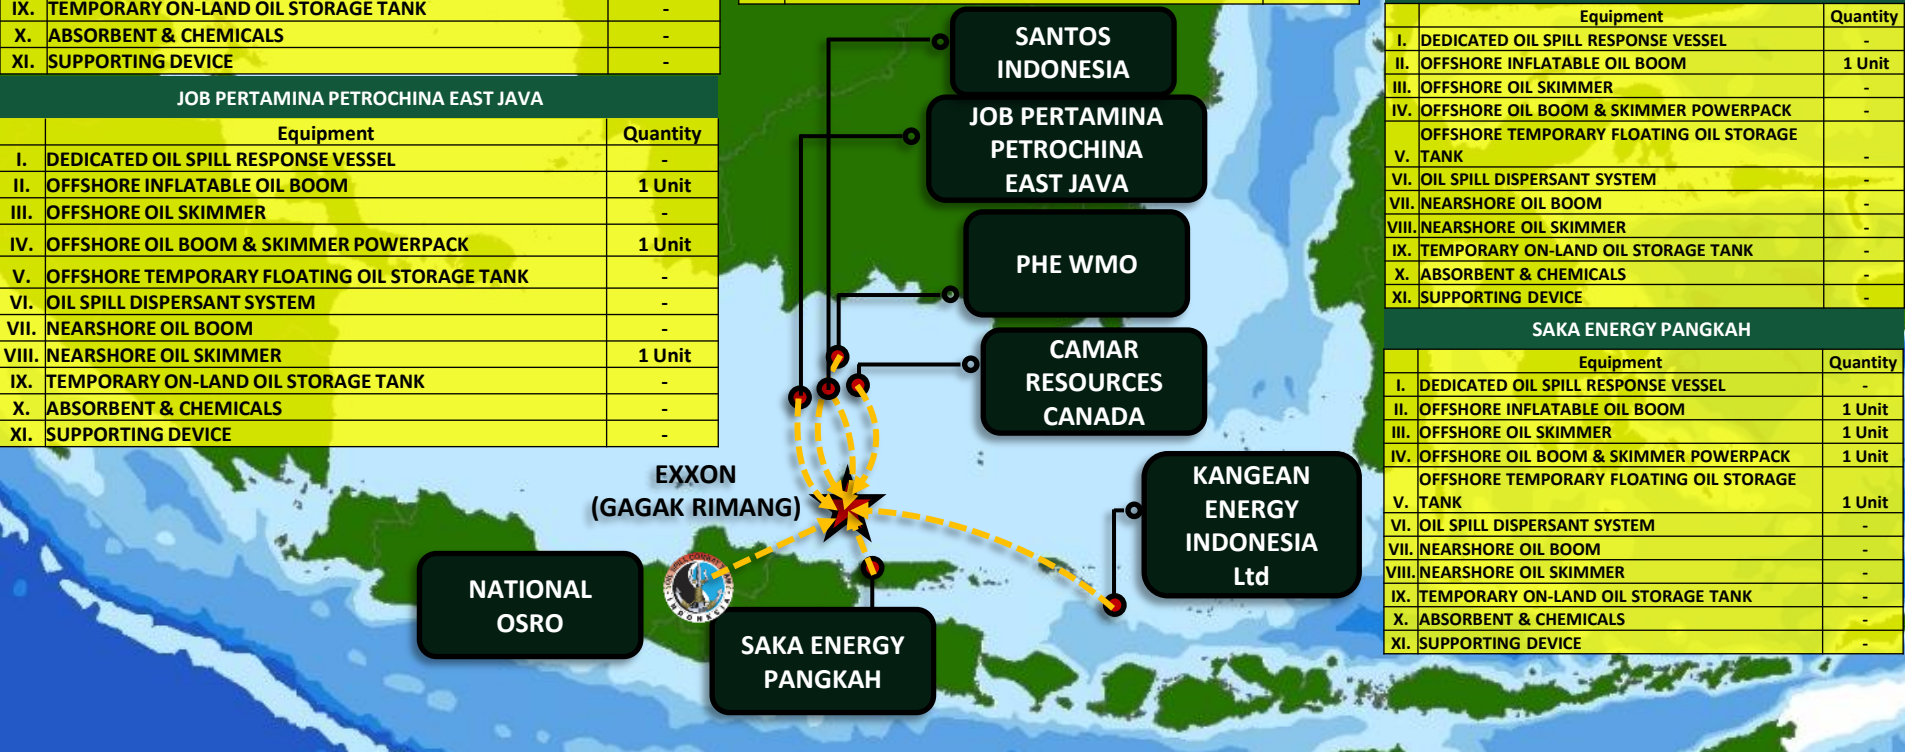 IX. TEMPORARY ON-LAND OIL STORAGE TANK -
X. ABSORBENT & CHEMICALS -
XI. SUPPORTING DEVICE -
JOB PERTAMINA PETROCHINA EAST JAVA
Equipment Quantity
I. DEDICATED OIL SPILL RESPONSE VESSEL -
II. OFFSHORE INFLATABLE OIL BOOM 1 Unit
III. OFFSHORE OIL SKIMMER -
IV. OFFSHORE OIL BOOM & SKIMMER POWERPACK 1 Unit
V. OFFSHORE TEMPORARY FLOATING OIL STORAGE TANK -
VI. OIL SPILL DISPERSANT SYSTEM -
VII. NEARSHORE OIL BOOM -
VIII. NEARSHORE OIL SKIMMER 1 Unit
IX. TEMPORARY ON-LAND OIL STORAGE TANK -
X. ABSORBENT & CHEMICALS -
XI. SUPPORTING DEVICE -
SANTOS
INDONESIA
JOB PERTAMINA
PETROCHINA
EAST JAVA
PHE WMO
CAMAR
RESOURCES
CANADA
EXXON
(GAGAK RIMANG)
KANGEAN
ENERGY
INDONESIA
Ltd
NATIONAL
OSRO
OIL SPILL COMBAT TEAM
INDONESIA
SAKA ENERGY
PANGKAH
Equipment Quantity
I. DEDICATED OIL SPILL RESPONSE VESSEL -
II. OFFSHORE INFLATABLE OIL BOOM 1 Unit
III. OFFSHORE OIL SKIMMER -
IV. OFFSHORE OIL BOOM & SKIMMER POWERPACK -
OFFSHORE TEMPORARY FLOATING OIL STORAGE
V. TANK -
VI. OIL SPILL DISPERSANT SYSTEM -
VII. NEARSHORE OIL BOOM -
VIII. NEARSHORE OIL SKIMMER -
IX. TEMPORARY ON-LAND OIL STORAGE TANK -
X. ABSORBENT & CHEMICALS -
XI. SUPPORTING DEVICE -
SAKA ENERGY PANGKAH
Equipment Quantity
I. DEDICATED OIL SPILL RESPONSE VESSEL -
II. OFFSHORE INFLATABLE OIL BOOM 1 Unit
III. OFFSHORE OIL SKIMMER 1 Unit
IV. OFFSHORE OIL BOOM & SKIMMER POWERPACK 1 Unit
OFFSHORE TEMPORARY FLOATING OIL STORAGE
V. TANK 1 Unit
VI. OIL SPILL DISPERSANT SYSTEM -
VII. NEARSHORE OIL BOOM -
VIII. NEARSHORE OIL SKIMMER -
IX. TEMPORARY ON-LAND OIL STORAGE TANK -
X. ABSORBENT & CHEMICALS -
XI. SUPPORTING DEVICE -